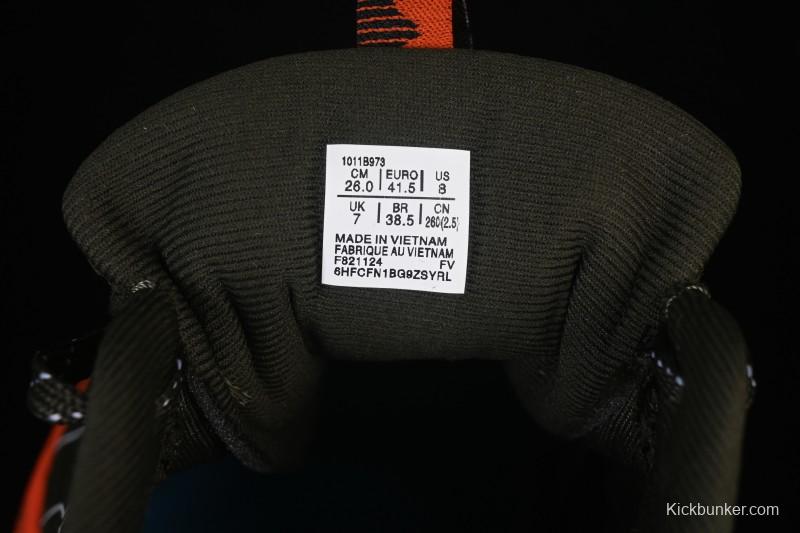 1011B973
CM | EURO | US
26.0 | 41.5 | 8
UK | BR | CN
7 | 38.5 | 260(2.5)
MADE IN VIETNAM
FABRIQUE AU VIETNAM
F821124 FV
6HFCFN1BG9ZSYRL
Kickbunker.com